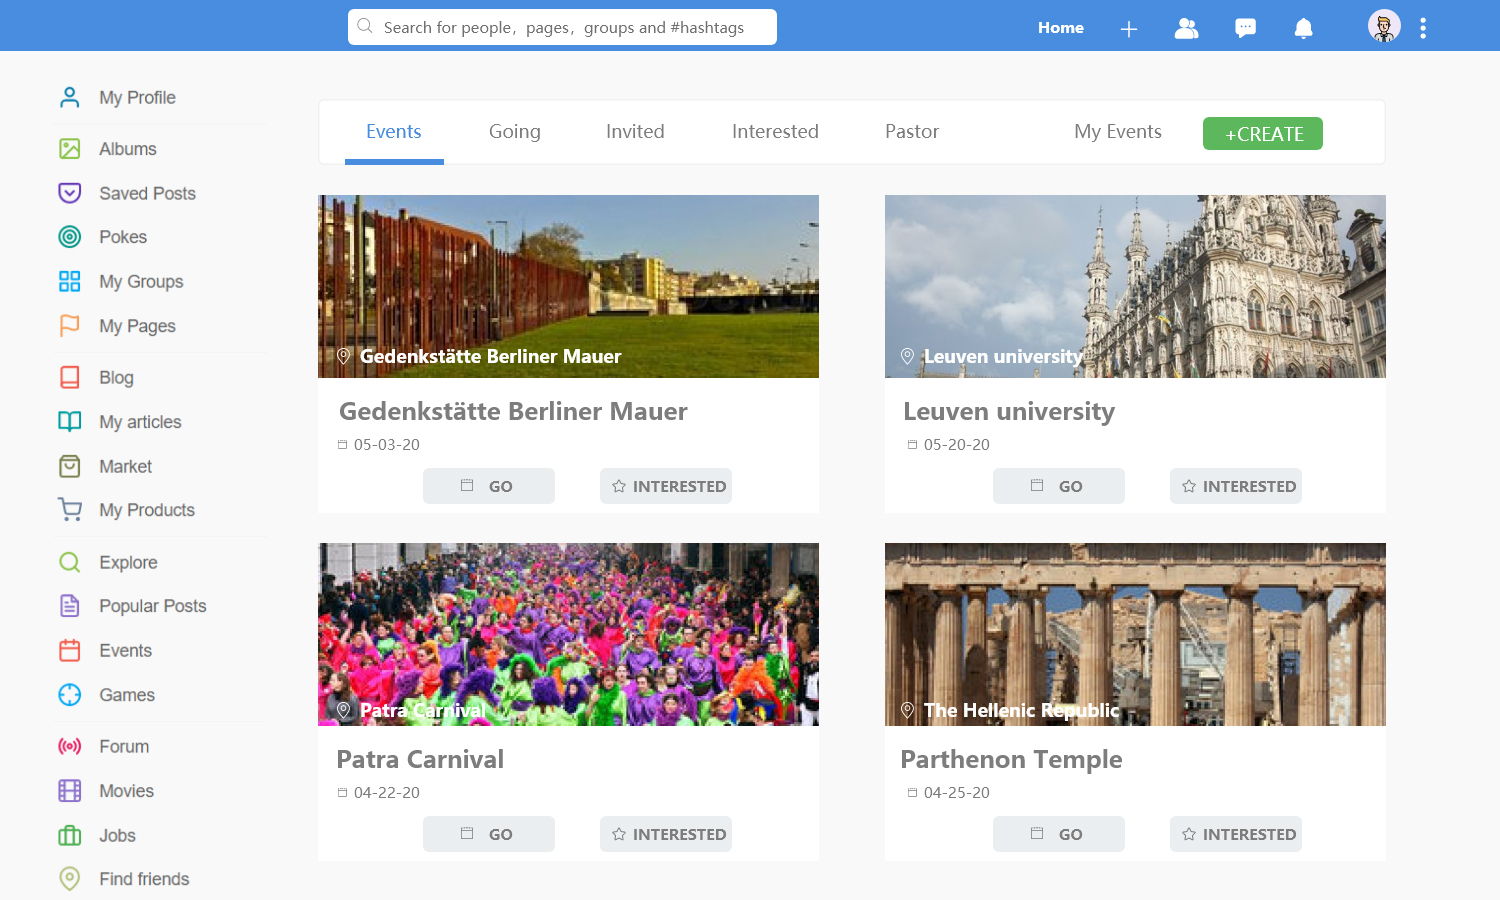 Search for people, pages, groups and #hashtags
Home
My Profile
Albums
Saved Posts
Pokes
My Groups
My Pages
Blog
My articles
Market
My Products
Explore
Popular Posts
Events
Games
Forum
Movies
Jobs
Find friends
Events Going Invited Interested Pastor My Events +CREATE
Gedenkstätte Berliner Mauer
Gedenkstätte Berliner Mauer
05-03-20
GO INTERESTED
Leuven university
Leuven university
05-20-20
GO INTERESTED
Patra Carnival
Patra Carnival
04-22-20
GO INTERESTED
The Hellenic Republic
Parthenon Temple
04-25-20
GO INTERESTED